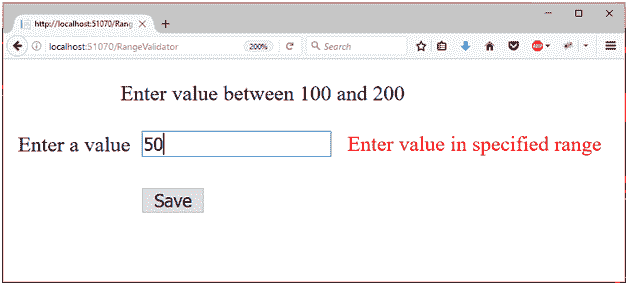 http://localhost:51070/Rang
localhost:51070/RangeValidator
200%
Search
ABP
Enter value between 100 and 200
Enter a value 50 Enter value in specified range
Save